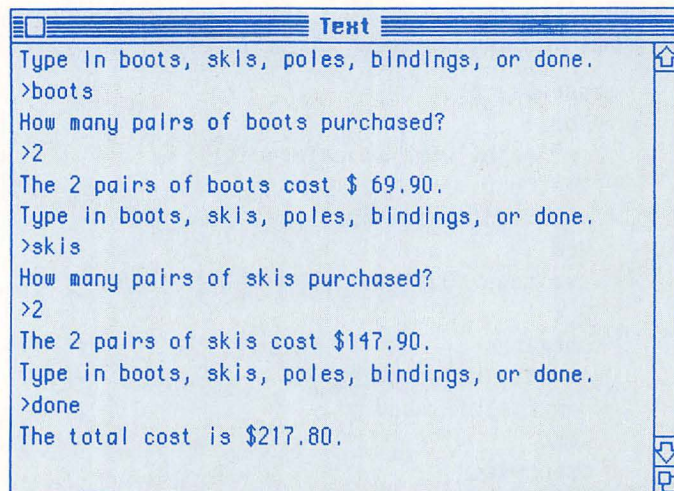 Text
Type in boots, skis, poles, bindings, or done.
>boots
How many pairs of boots purchased?
>2
The 2 pairs of boots cost $ 69.90.
Type in boots, skis, poles, bindings, or done.
>skis
How many pairs of skis purchased?
>2
The 2 pairs of skis cost $147.90.
Type in boots, skis, poles, bindings, or done.
>done
The total cost is $217.80.